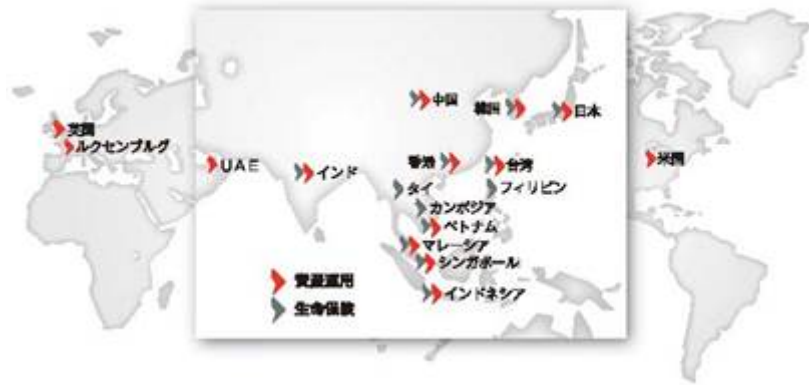 中国
韓国
日本
英国
ルクセンブルグ
UAE
インド
香港
台湾
米国
タイ
フィリピン
カンボジア
ベトナム
マレーシア
シンガポール
インドネシア
資産運用
生命保険